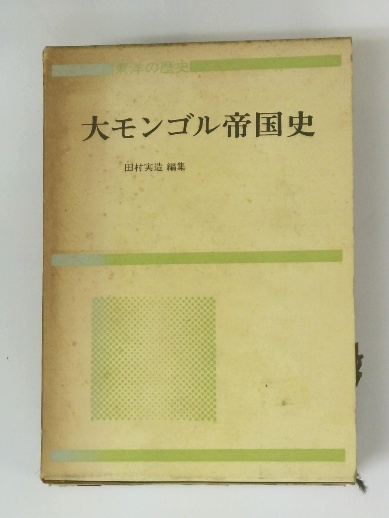 東洋の歴史
大モンゴル帝国史
田村実造 編集